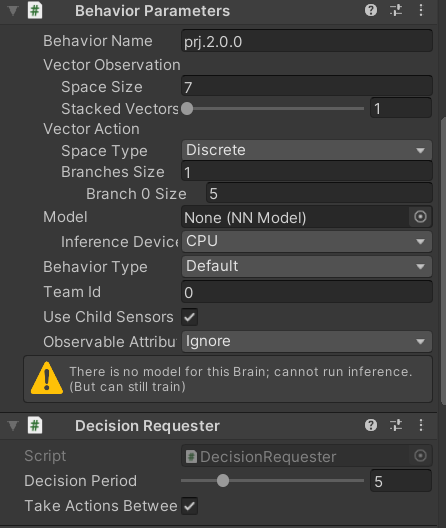 Behavior Parameters
Behavior Name prj.2.0.0
Vector Observation
Space Size 7
Stacked Vectors 1
Vector Action
Space Type Discrete
Branches Size 1
Branch 0 Size 5
Model None (NN Model)
Inference Devic CPU
Behavior Type Default
Team Id 0
Use Child Sensors
Observable Attribut Ignore
There is no model for this Brain; cannot run inference.
(But can still train)
Decision Requester
Script DecisionRequester
Decision Period 5
Take Actions Betwee